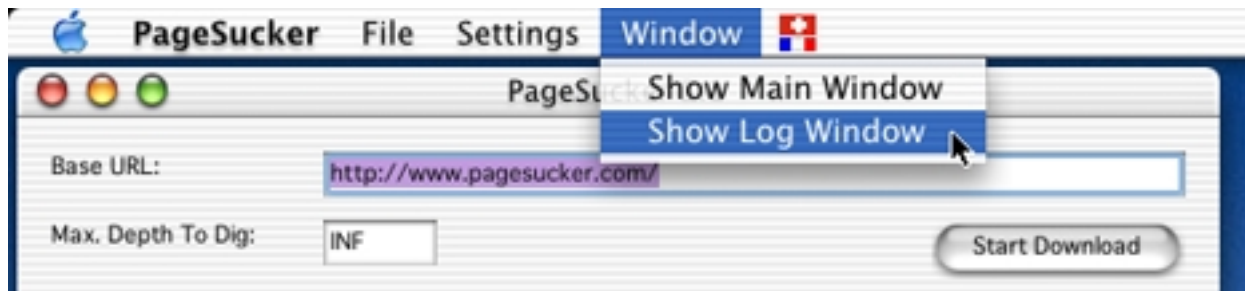 PageSucker File Settings Window
Show Main Window
Show Log Window
Base URL:
http://www.pagesucker.com/
Max. Depth To Dig:
INF
Start Download